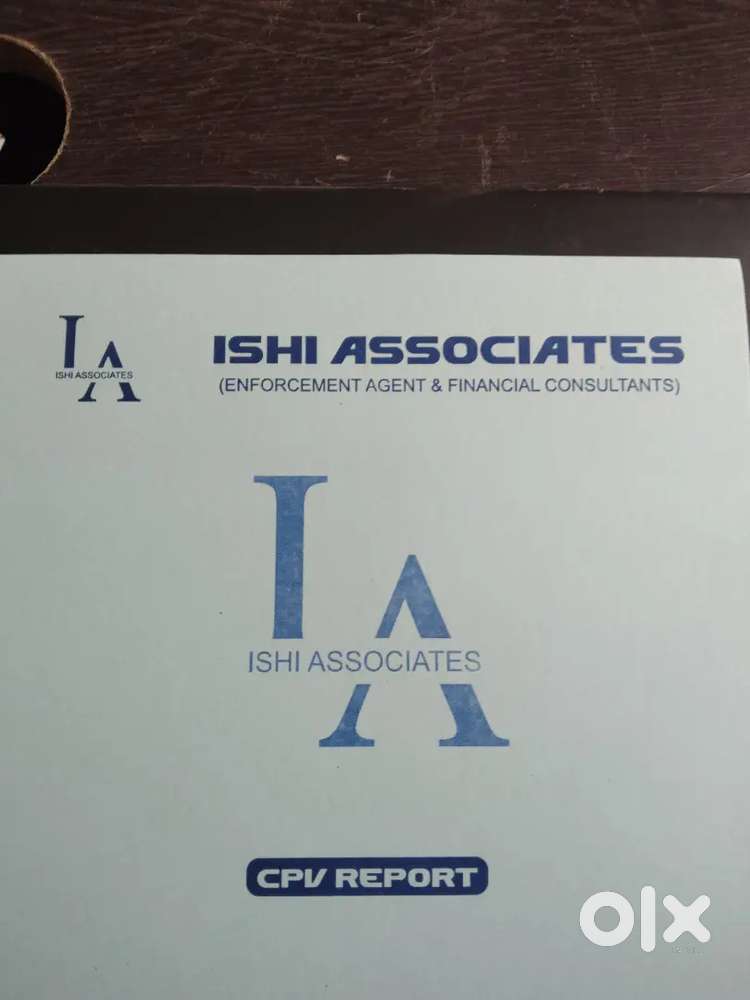 IA
ISHI ASSOCIATES
ISHI ASSOCIATES
(ENFORCEMENT AGENT & FINANCIAL CONSULTANTS)
IA
ISHI ASSOCIATES
CPV REPORT
olx